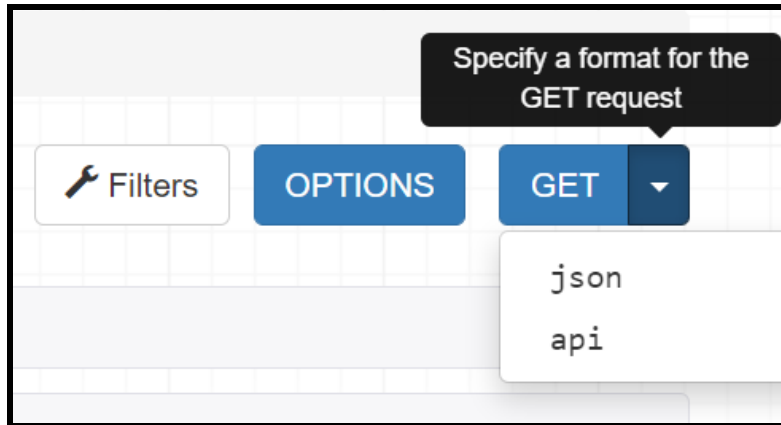 Specify a format for the
GET request
Filters
OPTIONS
GET
json
api